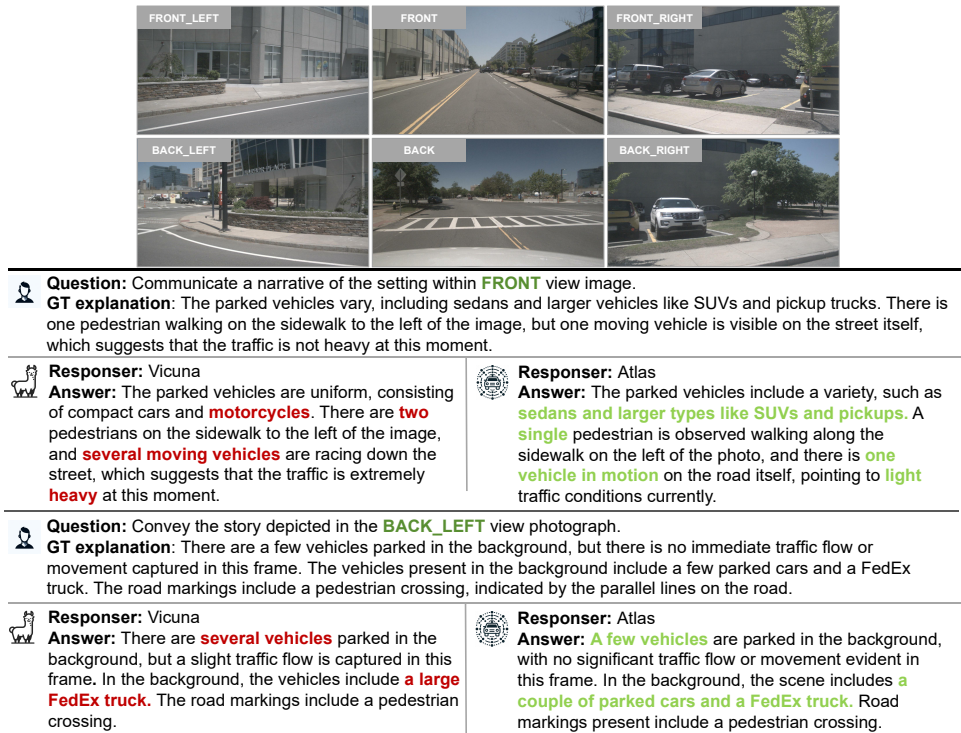 FRONT_LEFT
FRONT
FRONT_RIGHT
BACK_LEFT
BACK
BACK_RIGHT
Question: Communicate a narrative of the setting within FRONT view image.
GT explanation: The parked vehicles vary, including sedans and larger vehicles like SUVs and pickup trucks. There is
one pedestrian walking on the sidewalk to the left of the image, but one moving vehicle is visible on the street itself,
which suggests that the traffic is not heavy at this moment.
Responser: Vicuna
Answer: The parked vehicles are uniform, consisting
of compact cars and motorcycles. There are two
pedestrians on the sidewalk to the left of the image,
and several moving vehicles are racing down the
street, which suggests that the traffic is extremely
heavy at this moment.
Responser: Atlas
Answer: The parked vehicles include a variety, such as
sedans and larger types like SUVs and pickups. A
single pedestrian is observed walking along the
sidewalk on the left of the photo, and there is one
vehicle in motion on the road itself, pointing to light
traffic conditions currently.
Question: Convey the story depicted in the BACK_LEFT view photograph.
GT explanation: There are a few vehicles parked in the background, but there is no immediate traffic flow or
movement captured in this frame. The vehicles present in the background include a few parked cars and a FedEx
truck. The road markings include a pedestrian crossing, indicated by the parallel lines on the road.
Responser: Vicuna
Answer: There are several vehicles parked in the
background, but a slight traffic flow is captured in this
frame. In the background, the vehicles include a large
FedEx truck. The road markings include a pedestrian
crossing.
Responser: Atlas
Answer: A few vehicles are parked in the background,
with no significant traffic flow or movement evident in
this frame. In the background, the scene includes a
couple of parked cars and a FedEx truck. Road
markings present include a pedestrian crossing.